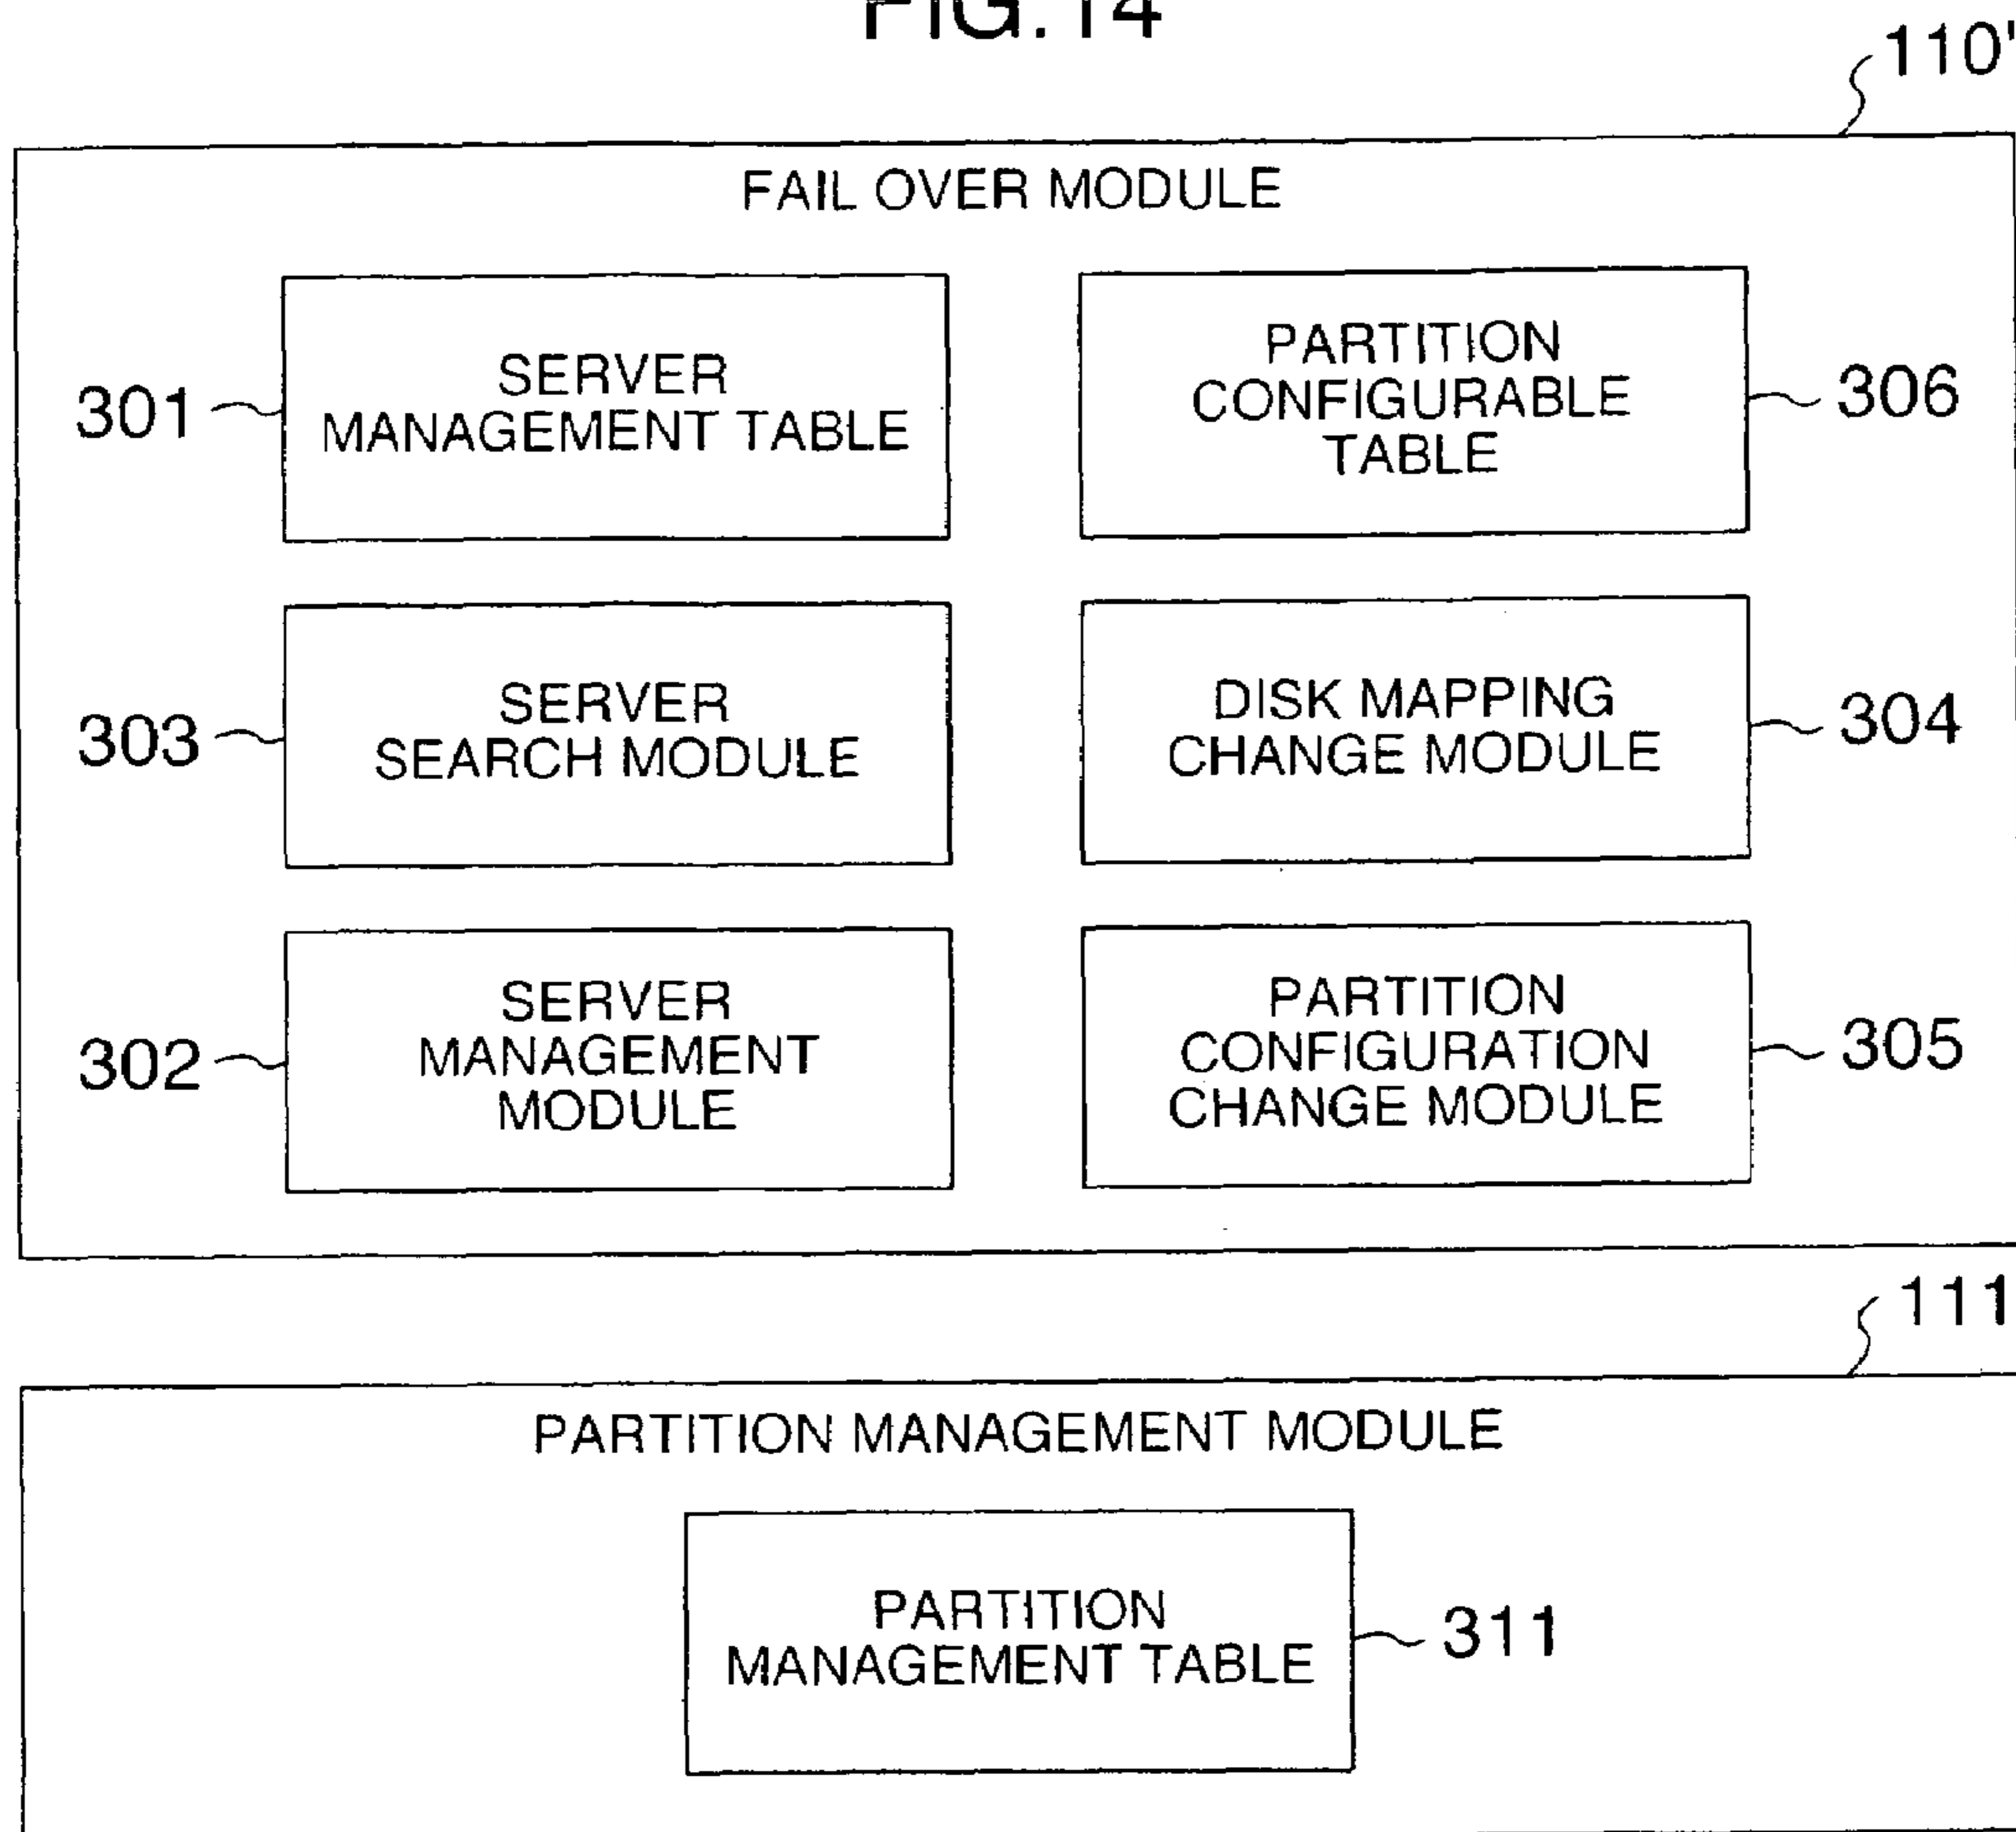 FIG.14
110'
FAIL OVER MODULE
301
SERVER
MANAGEMENT TABLE
PARTITION
CONFIGURABLE
TABLE
306
303
SERVER
SEARCH MODULE
DISK MAPPING
CHANGE MODULE
304
302
SERVER
MANAGEMENT
MODULE
PARTITION
CONFIGURATION
CHANGE MODULE
305
111
PARTITION MANAGEMENT MODULE
PARTITION
MANAGEMENT TABLE
311